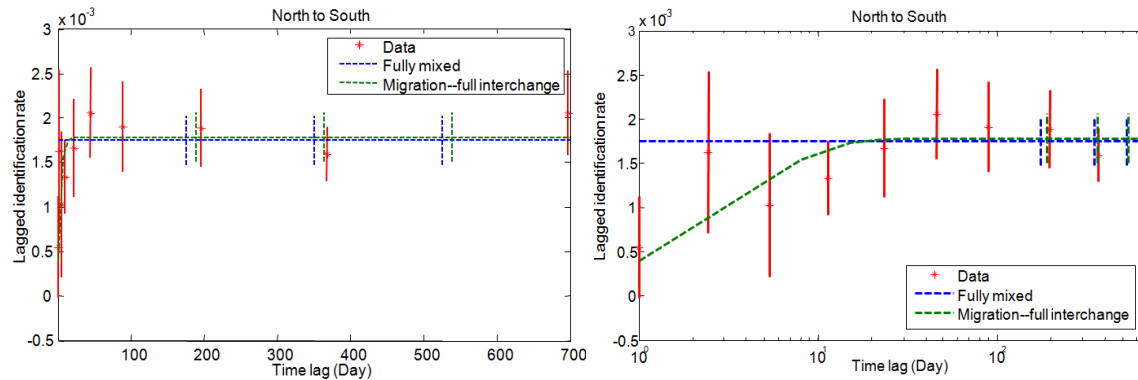 North to South
x 10-3
3
2.5
2
1.5
1
0.5
0
-0.5
Lagged identification rate
100
200
300
400
500
600
700
Time lag (Day)
Data
Fully mixed
Migration--full interchange
North to South
x 10-3
3
2.5
2
1.5
1
0.5
0
-0.5
Lagged identification rate
10^0
10^1
10^2
Time lag (Day)
Data
Fully mixed
Migration--full interchange